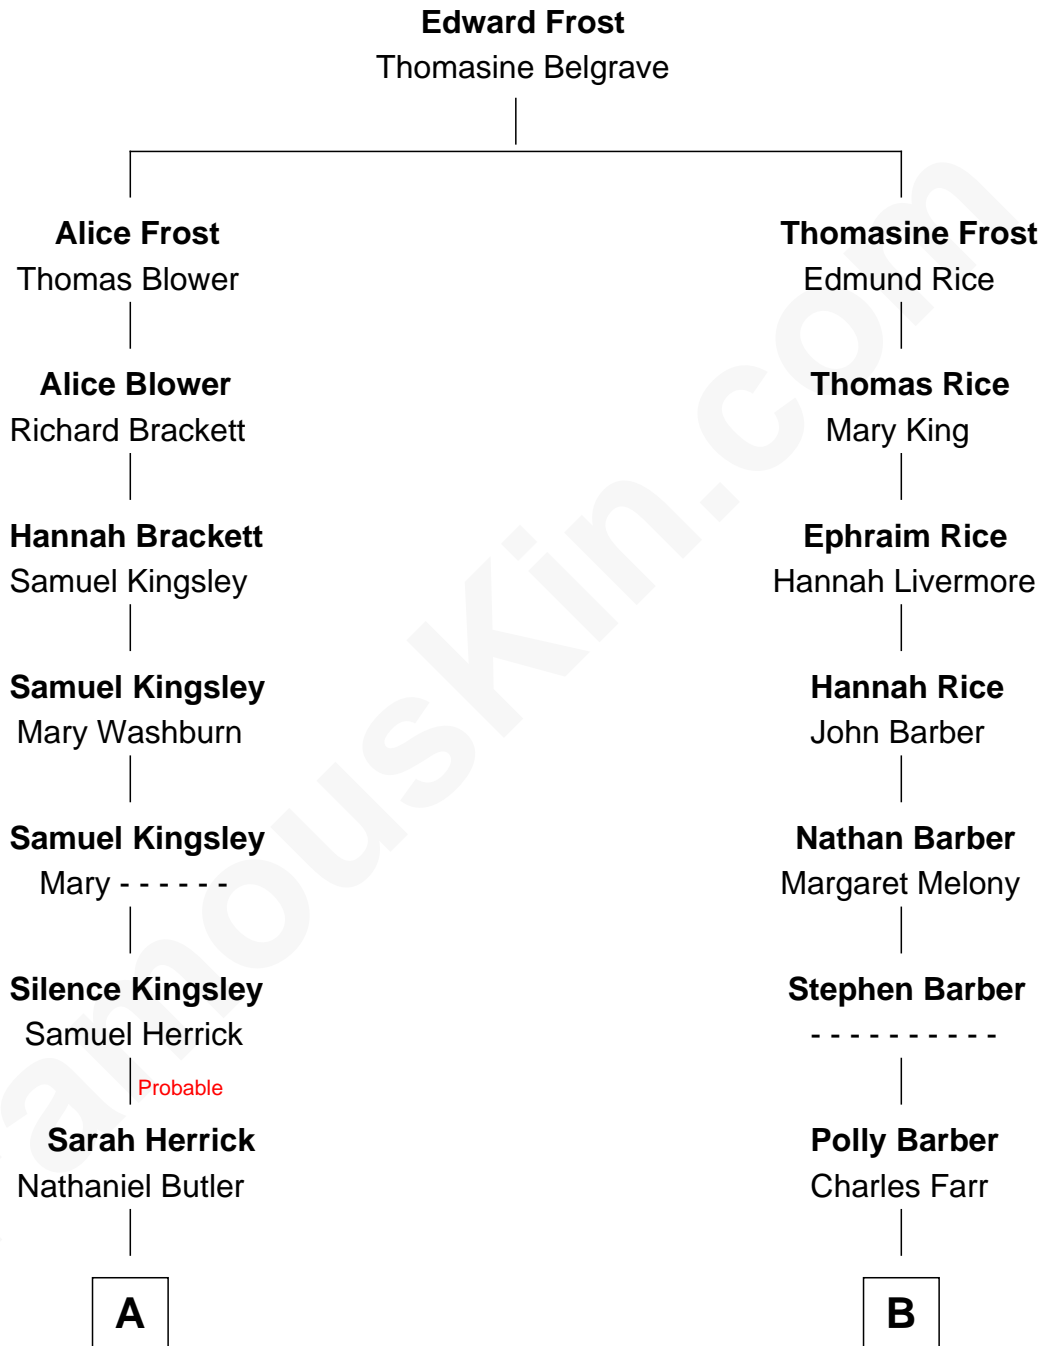 Edward Frost
Thomasine Belgrave
Alice Frost
Thomas Blower
Thomasine Frost
Edmund Rice
Alice Blower
Richard Brackett
Thomas Rice
Mary King
Hannah Brackett
Samuel Kingsley
Ephraim Rice
Hannah Livermore
Samuel Kingsley
Mary Washburn
Hannah Rice
John Barber
Samuel Kingsley
Mary - - - - - -
Nathan Barber
Margaret Melony
Silence Kingsley
Samuel Herrick
Stephen Barber
- - - - - - - - - -
Probable
Sarah Herrick
Nathaniel Butler
Polly Barber
Charles Farr
A
B
amouskin.com